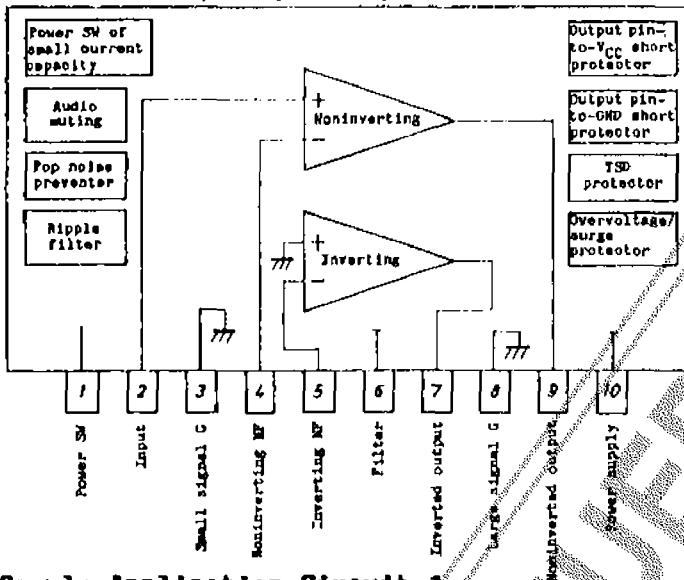 Power SW of
small current
capacity
Audio
muting
Pop noise
preventer
Ripple
filter
+
Noninverting
−
+
Inverting
−
Output pin-
to-VCC short
protector
Output pin-
to-GND short
protector
TSD
protector
Overvoltage/
surge
protector
1
2
3
4
5
6
7
8
9
10
Power SW
Input
Small signal G
Noninverting NF
Inverting NF
Filter
Inverted output
Large signal G
Noninverted output
Power supply
Sample Application Circuit